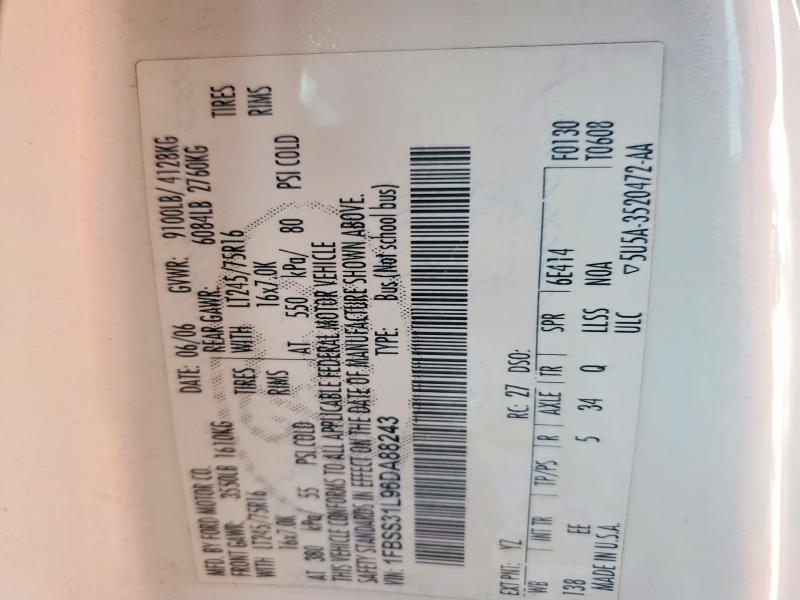 MFD. BY FORD MOTOR CO.
DATE: 06/06 GVWR: 9100LB/ 4128KG
FRONT GAWR: 3550LB 1610KG REAR GAWR: 6084LB 2760KG
WITH LT245/75R16 TIRES WITH LT245/75R16 TIRES
16x7.0K RIMS 16x7.0K RIMS
AT 380 kPa/ 55 PSI COLD AT 550 kPa/ 80 PSI COLD
THIS VEHICLE CONFORMS TO ALL APPLICABLE FEDERAL MOTOR VEHICLE
SAFETY STANDARDS IN EFFECT ON THE DATE OF MANUFACTURE SHOWN ABOVE.
VIN: 1FBSS31L96DA88243 TYPE: Bus (Not school bus)
EXT PNT: YZ RC: 27 DSO: F0130
WB INT TR TP/PS R AXLE TR SPR 6E414 T0608
138 EE 5 34 Q LLSS NOA
MADE IN U.S.A. ULC ▽5U5A-3520472-AA